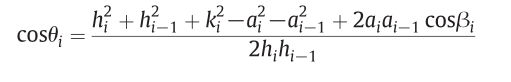 cosθ_i = \frac{h_i^2 + h_{i-1}^2 + k_i^2 - a_i^2 - a_{i-1}^2 + 2a_i a_{i-1} cosβ_i}{2h_i h_{i-1}}